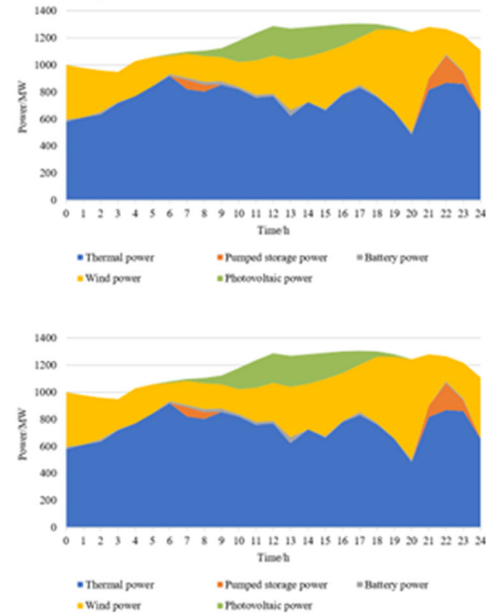 1400
1200
1000
800
600
400
200
0
Power/MW
0 1 2 3 4 5 6 7 8 9 10 11 12 13 14 15 16 17 18 19 20 21 22 23 24
Time/h
Thermal power Pumped storage power Battery power
Wind power Photovoltaic power
1400
1200
1000
800
600
400
200
0
Power/MW
0 1 2 3 4 5 6 7 8 9 10 11 12 13 14 15 16 17 18 19 20 21 22 23 24
Time/h
Thermal power Pumped storage power Battery power
Wind power Photovoltaic power